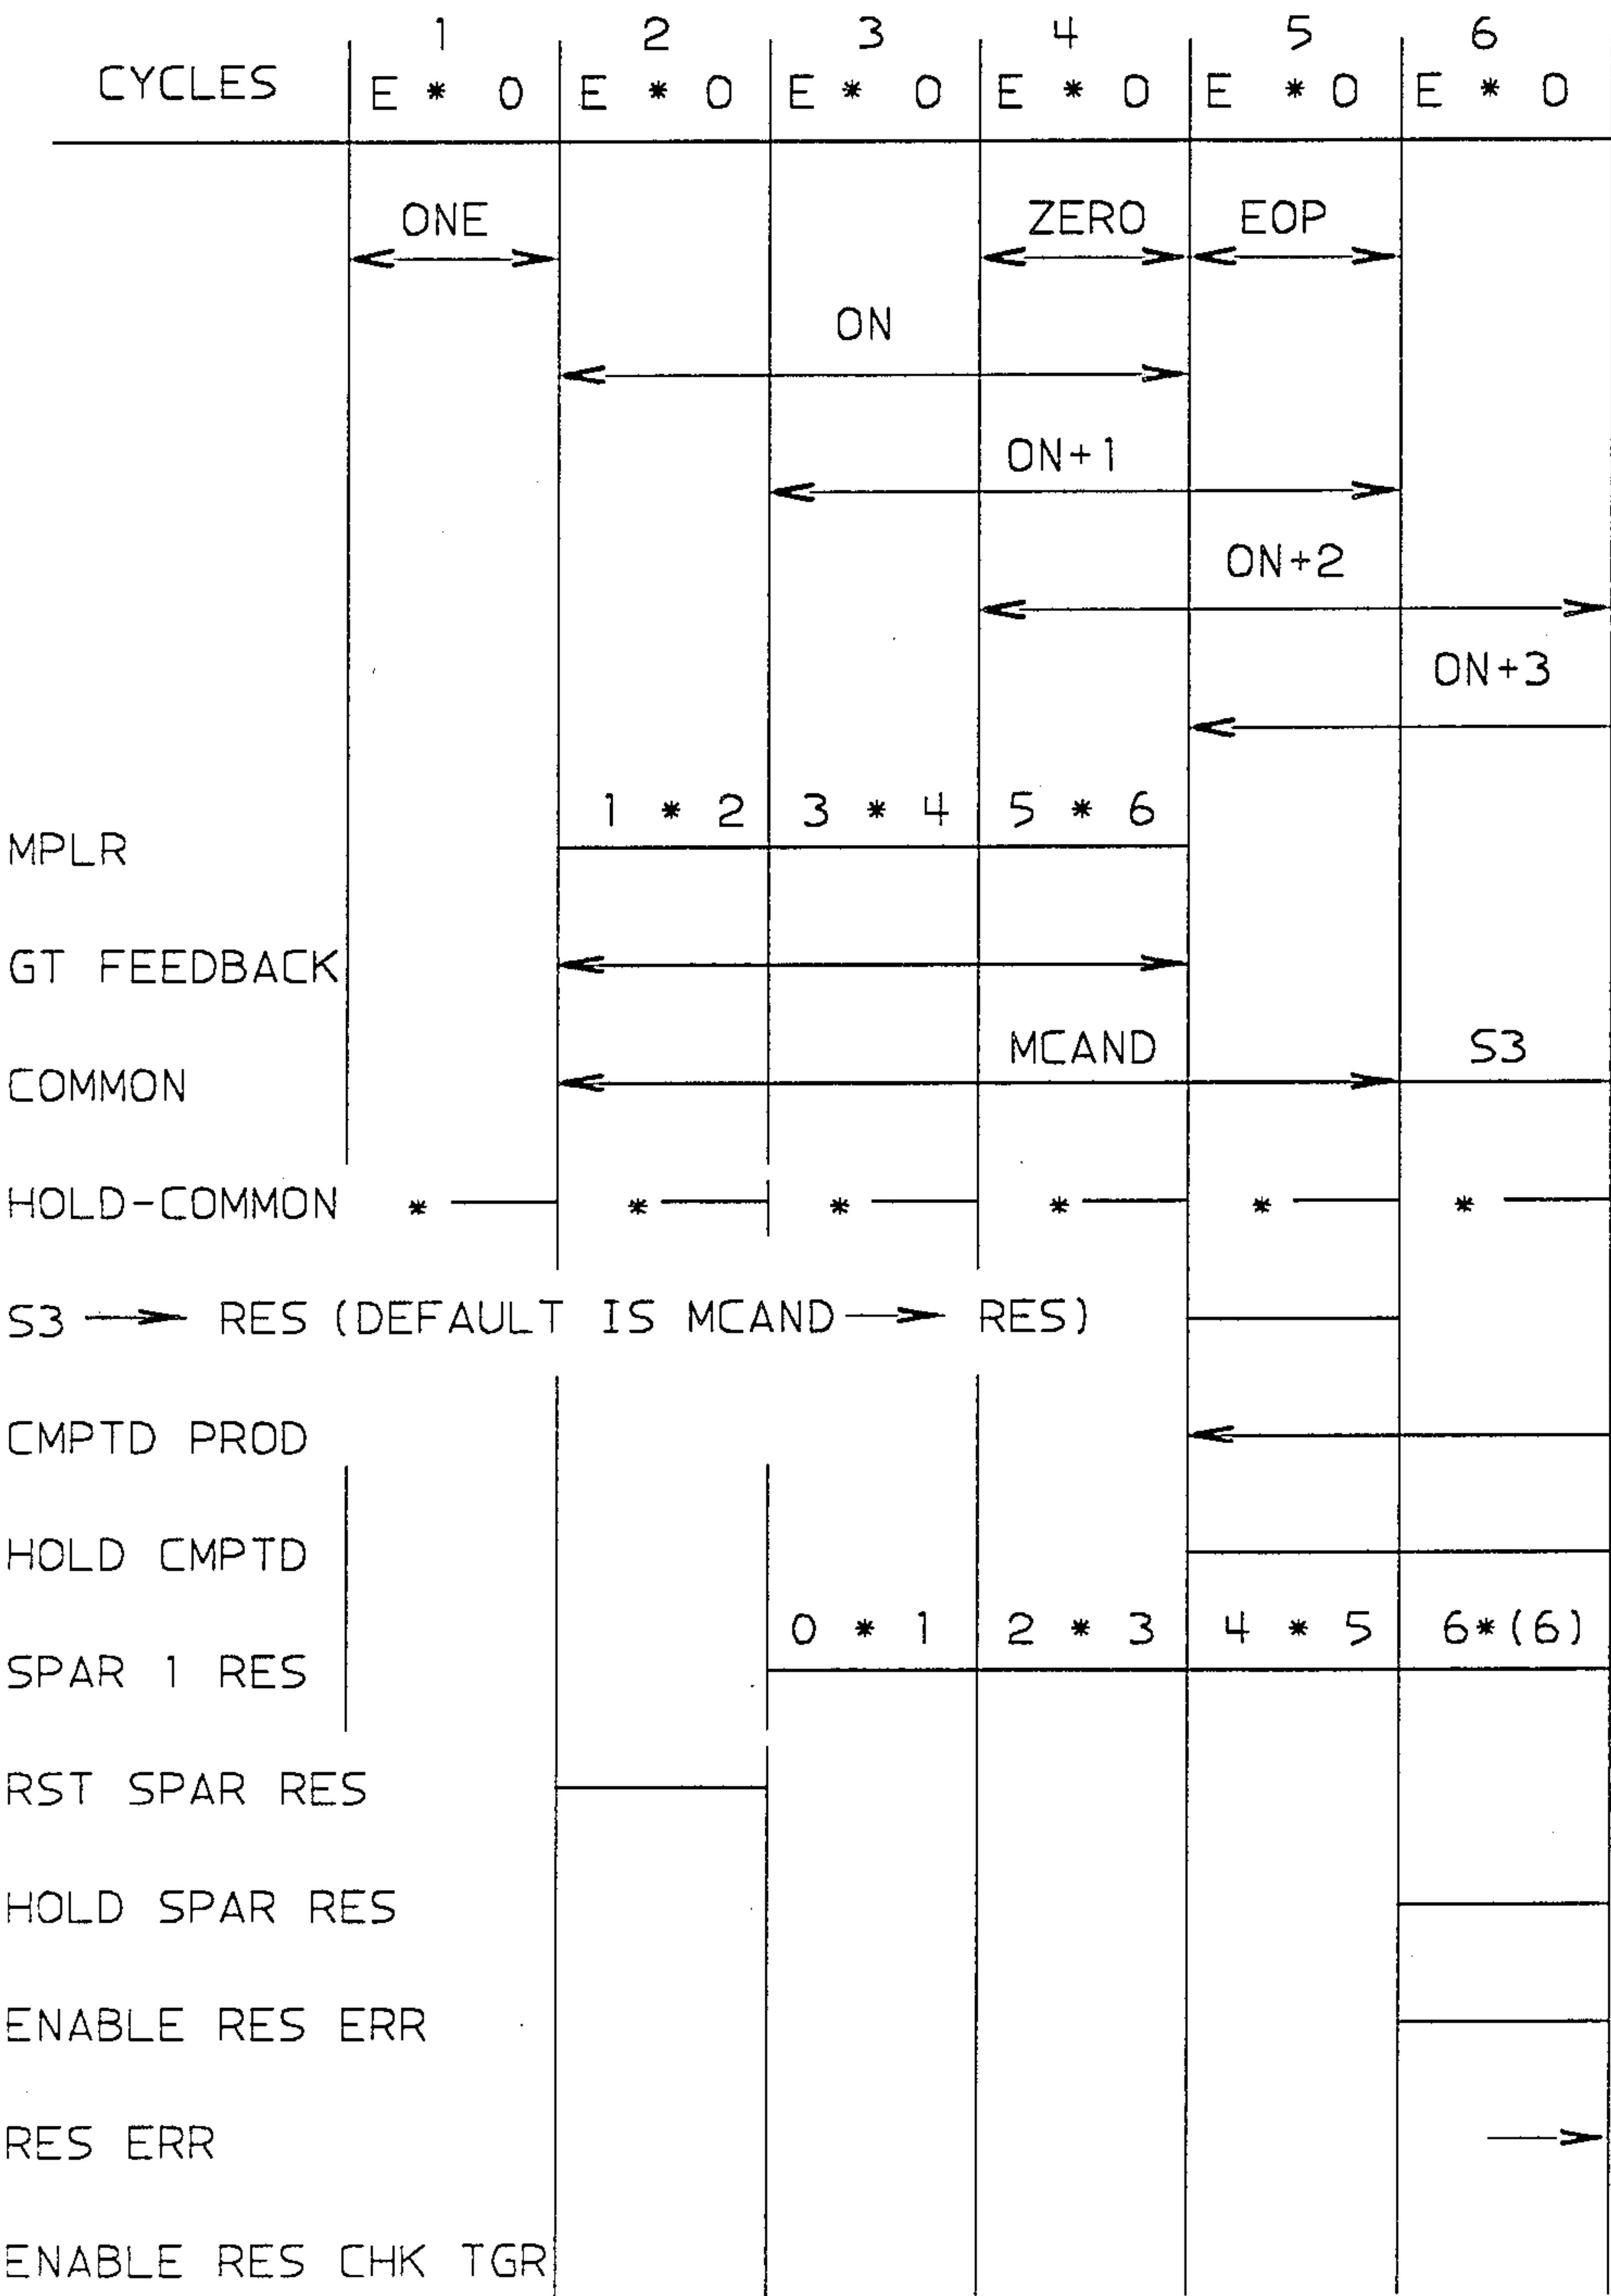 1 2 3 4 5 6
CYCLES E * O E * O E * O E * O E * O E * O
ONE ZERO EOP
ON
ON+1
ON+2
ON+3
1 * 2 3 * 4 5 * 6
MPLR
GT FEEDBACK
MCAND S3
COMMON
HOLD-COMMON * * * * * *
S3 → RES (DEFAULT IS MCAND → RES)
CMPTD PROD
HOLD CMPTD
0 * 1 2 * 3 4 * 5 6*(6)
SPAR 1 RES
RST SPAR RES
HOLD SPAR RES
ENABLE RES ERR
RES ERR
ENABLE RES CHK TGR